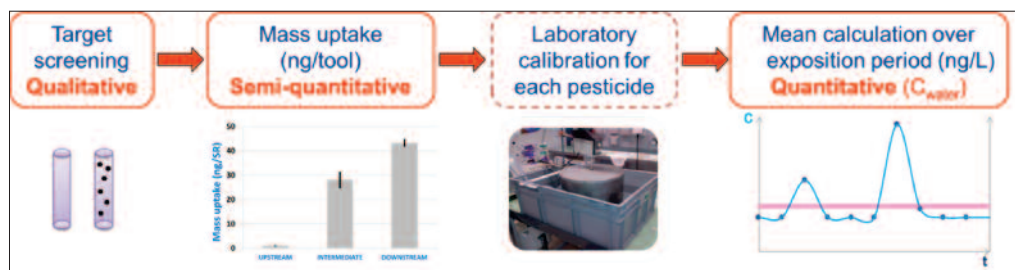 Target
screening
Qualitative
Mass uptake
(ng/tool)
Semi-quantitative
Laboratory
calibration for
each pesticide
Mean calculation over
exposition period (ng/L)
Quantitative (Cwater)
Mass uptake (ng/SR)
50
40
30
20
10
0
UPSTREAM INTERMEDIATE DOWNSTREAM
C
t